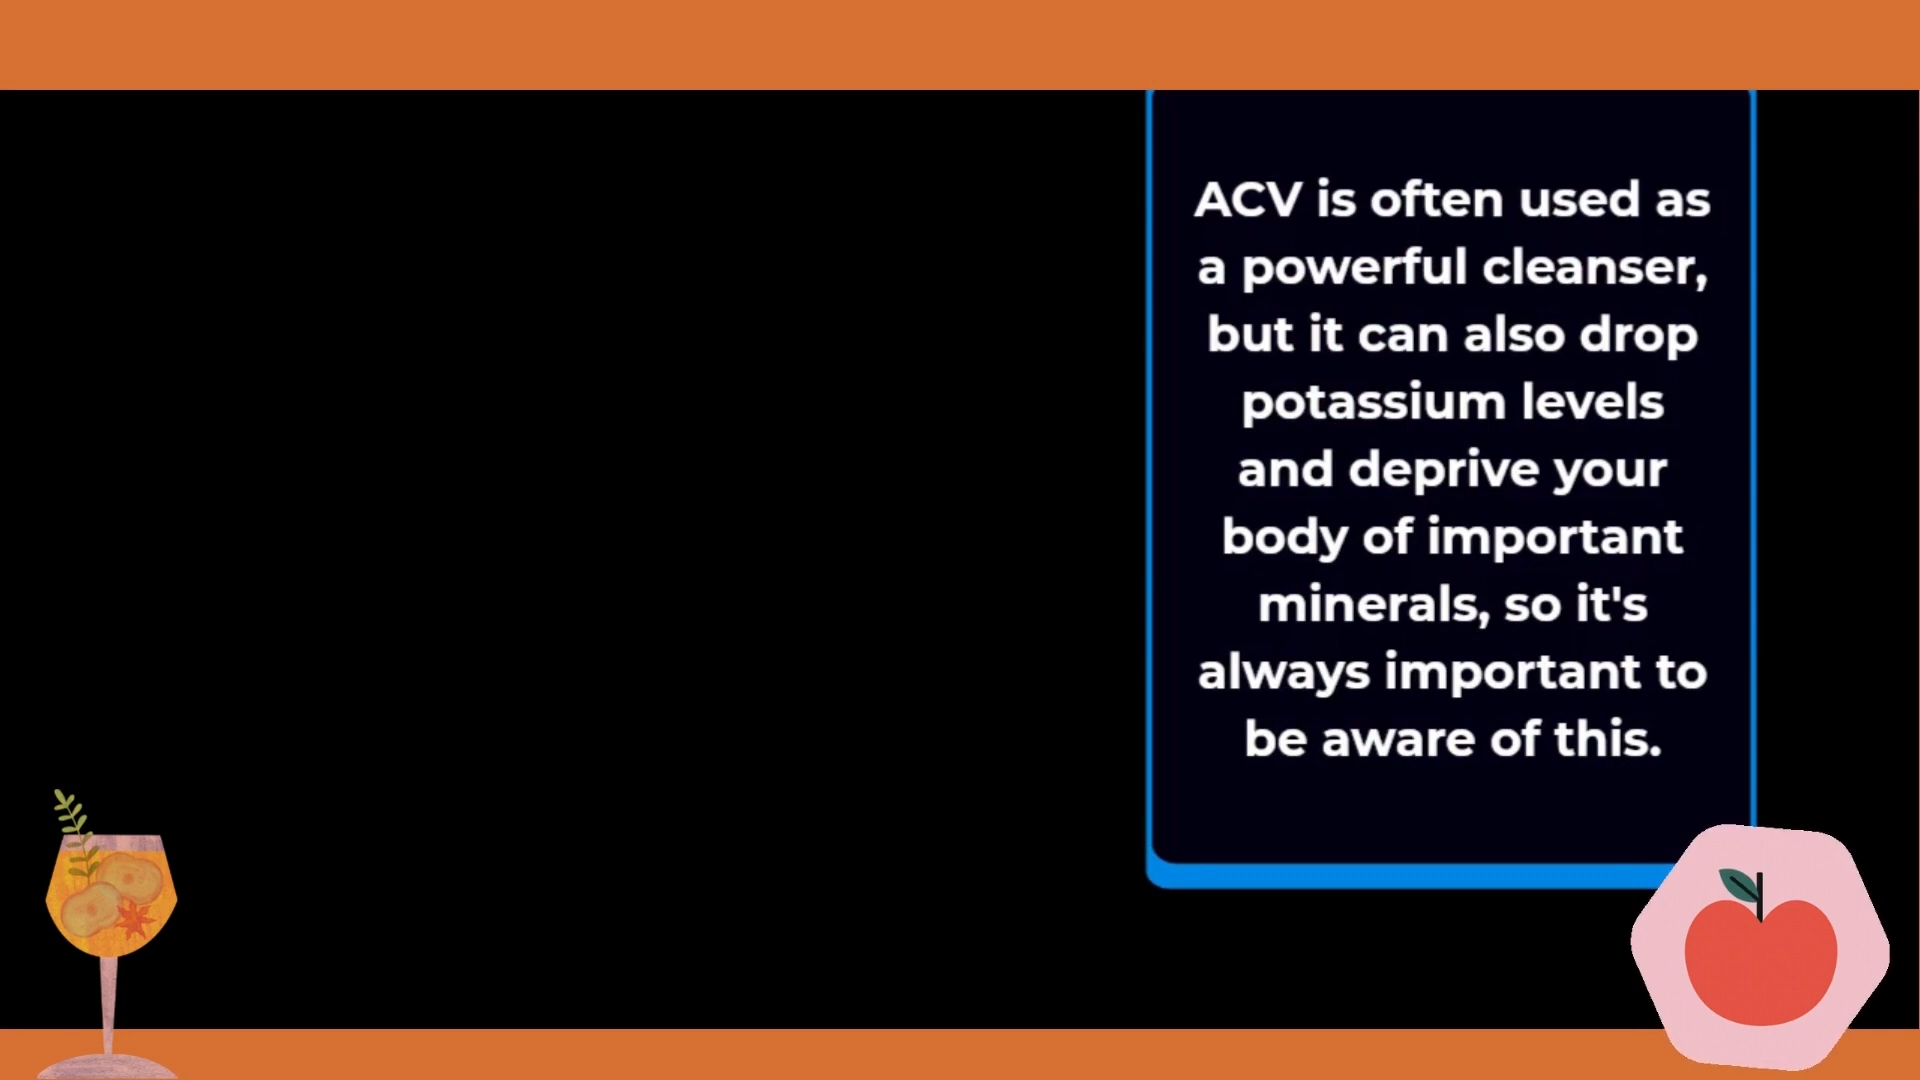 ACV is often used as
a powerful cleanser,
but it can also drop
potassium levels
and deprive your
body of important
minerals, so it's
always important to
be aware of this.